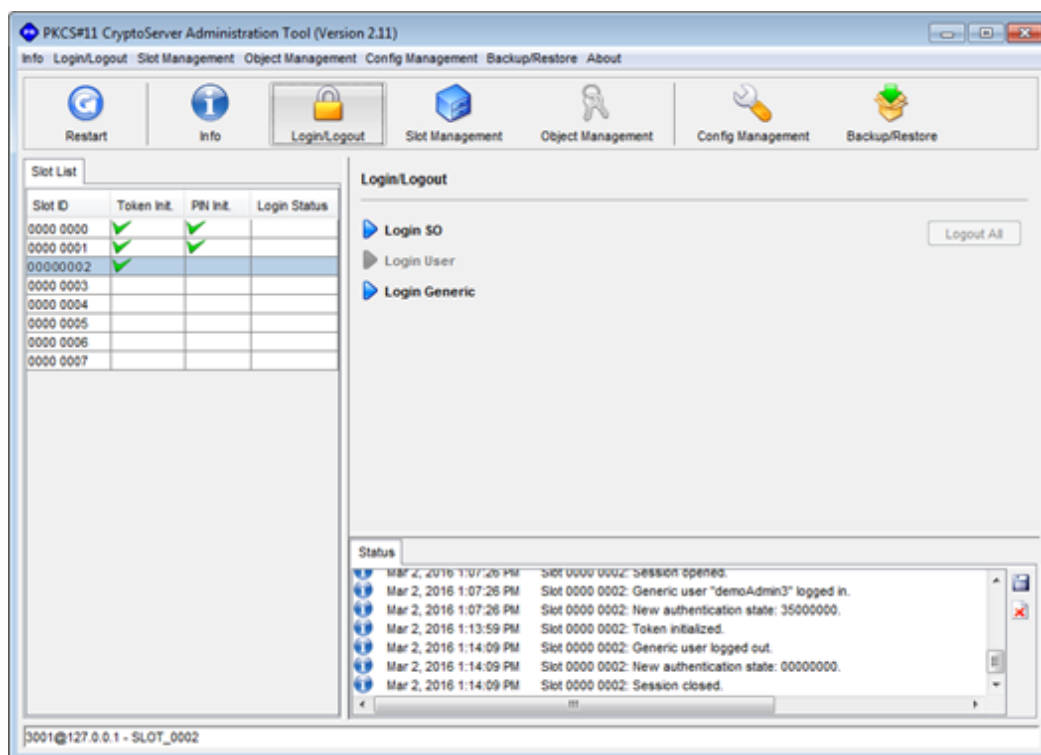 PKCS#11 CryptoServer Administration Tool (Version 2.11)
Info Login/Logout Slot Management Object Management Config Management Backup/Restore About
Restart Info Login/Logout Slot Management Object Management Config Management Backup/Restore
Slot List
Slot ID Token Init. PIN Init. Login Status
0000 0000
0000 0001
00000002
0000 0003
0000 0004
0000 0005
0000 0006
0000 0007
Login/Logout
Login SO
Logout All
Login User
Login Generic
Status
Mar 2, 2016 1:07:26 PM Slot 0000 0002: Session opened.
Mar 2, 2016 1:07:26 PM Slot 0000 0002: Generic user "demoAdmin3" logged in.
Mar 2, 2016 1:07:26 PM Slot 0000 0002: New authentication state: 35000000.
Mar 2, 2016 1:13:59 PM Slot 0000 0002: Token initialized.
Mar 2, 2016 1:14:09 PM Slot 0000 0002: Generic user logged out.
Mar 2, 2016 1:14:09 PM Slot 0000 0002: New authentication state: 00000000.
Mar 2, 2016 1:14:09 PM Slot 0000 0002: Session closed.
3001@127.0.0.1 - SLOT_0002